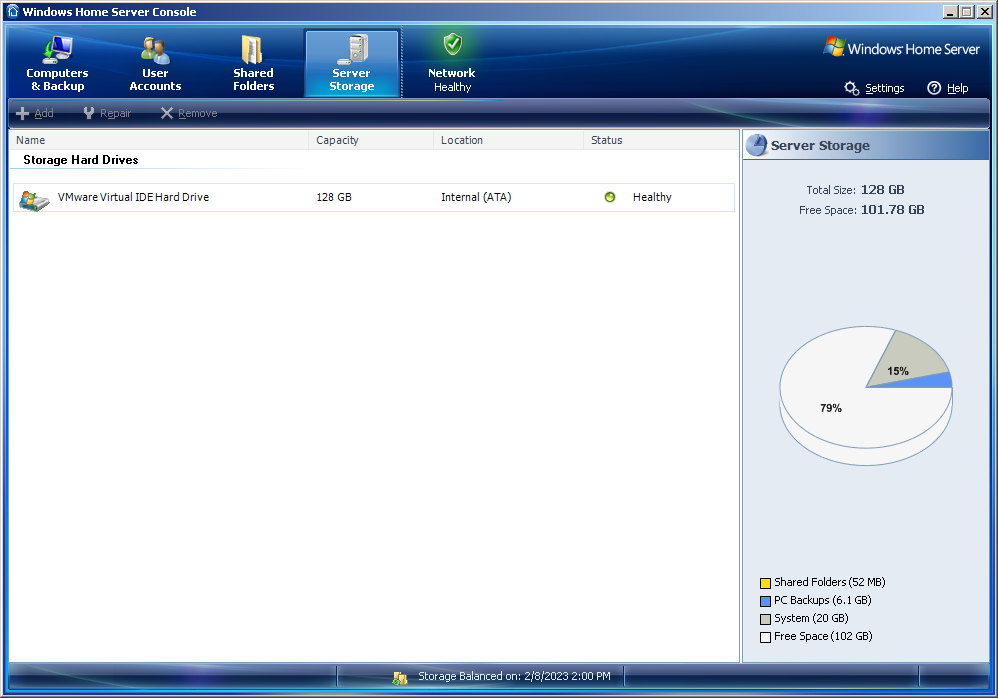 Windows Home Server Console
Computers & Backup
User Accounts
Shared Folders
Server Storage
Network Healthy
Windows Home Server
Settings
Help
Add
Repair
Remove
Name Capacity Location Status
Storage Hard Drives
VMware Virtual IDE Hard Drive 128 GB Internal (ATA) Healthy
Server Storage
Total Size: 128 GB
Free Space: 101.78 GB
15%
79%
Shared Folders (52 MB)
PC Backups (6.1 GB)
System (20 GB)
Free Space (102 GB)
Storage Balanced on: 2/8/2023 2:00 PM